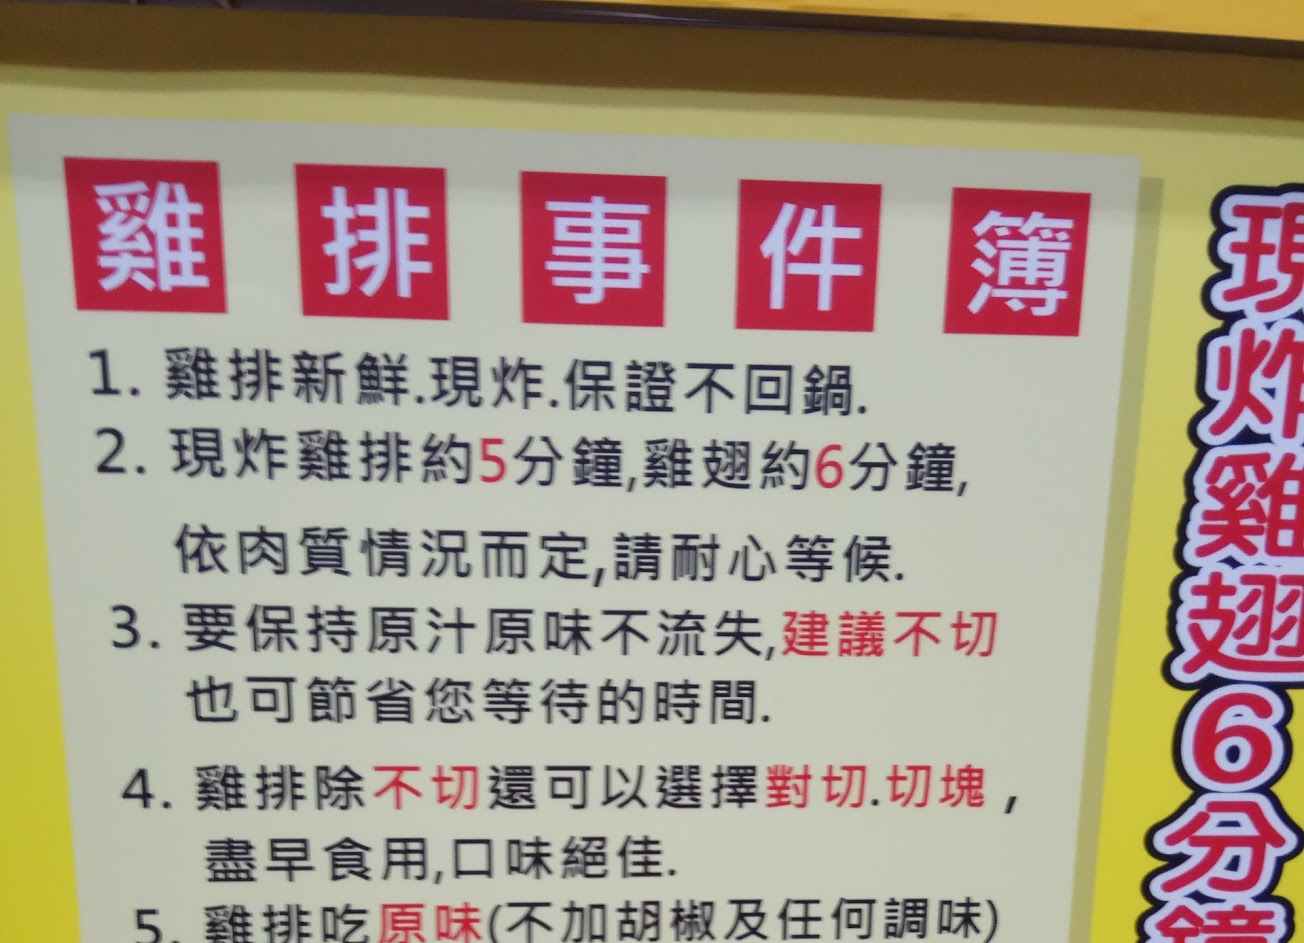 雞排事件簿
1. 雞排新鮮.現炸.保證不回鍋.
2. 現炸雞排約5分鐘,雞翅約6分鐘,
依肉質情況而定,請耐心等候.
3. 要保持原汁原味不流失,建議不切
也可節省您等待的時間.
4. 雞排除不切還可以選擇對切.切塊，
盡早食用,口味絕佳.
5. 雞排吃原味(不加胡椒及任何調味)
現炸雞翅6分鐘